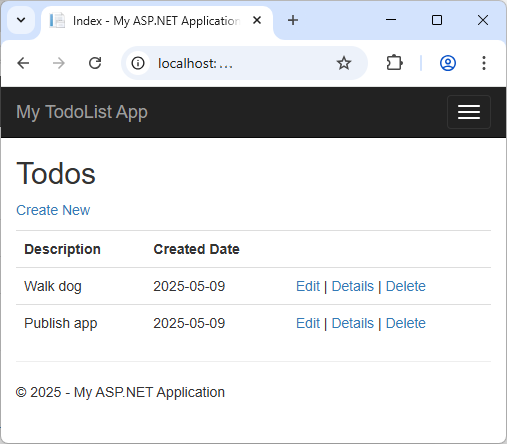 Index - My ASP.NET Application
localhost:...
My TodoList App
Todos
Create New
Description Created Date
Walk dog 2025-05-09 Edit | Details | Delete
Publish app 2025-05-09 Edit | Details | Delete
© 2025 - My ASP.NET Application